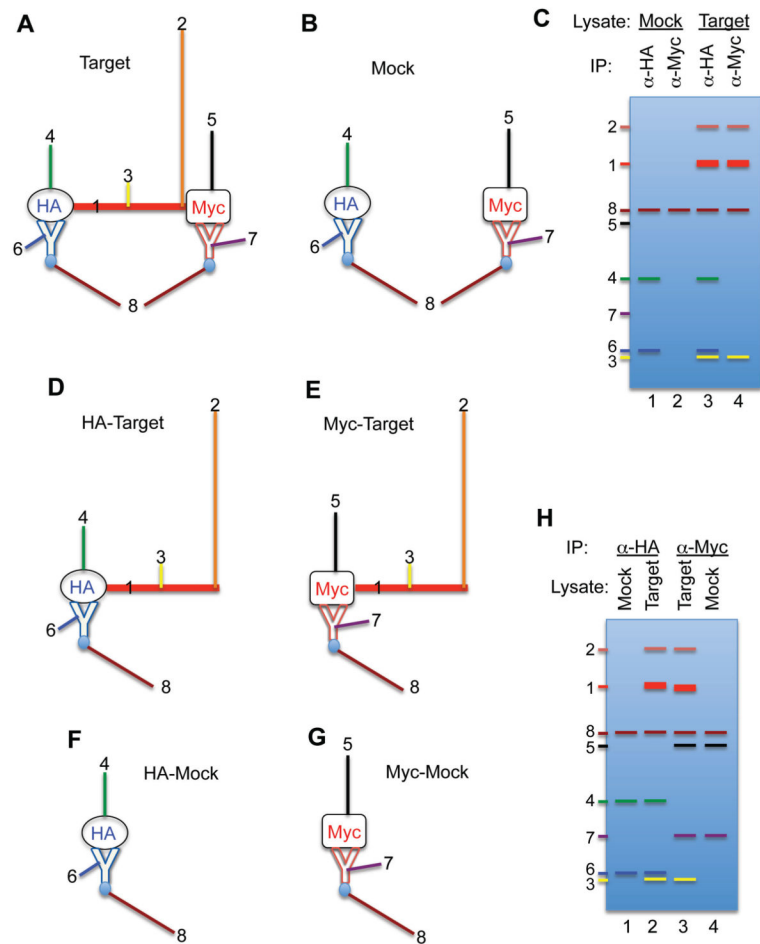 A
Target
2
4
5
3
HA
1
Myc
6
7
8
B
Mock
4
5
HA
Myc
6
7
8
C
Lysate: Mock Target
IP: α-HA α-Myc α-HA α-Myc
2
1
8
5
4
7
6
3
1 2 3 4
D
HA-Target
2
4
3
HA
1
6
8
E
Myc-Target
2
5
3
Myc
1
7
8
F
HA-Mock
4
HA
6
8
G
Myc-Mock
5
Myc
7
8
H
IP: α-HA α-Myc
Lysate: Mock Target Target Mock
2
1
8
5
4
7
6
3
1 2 3 4